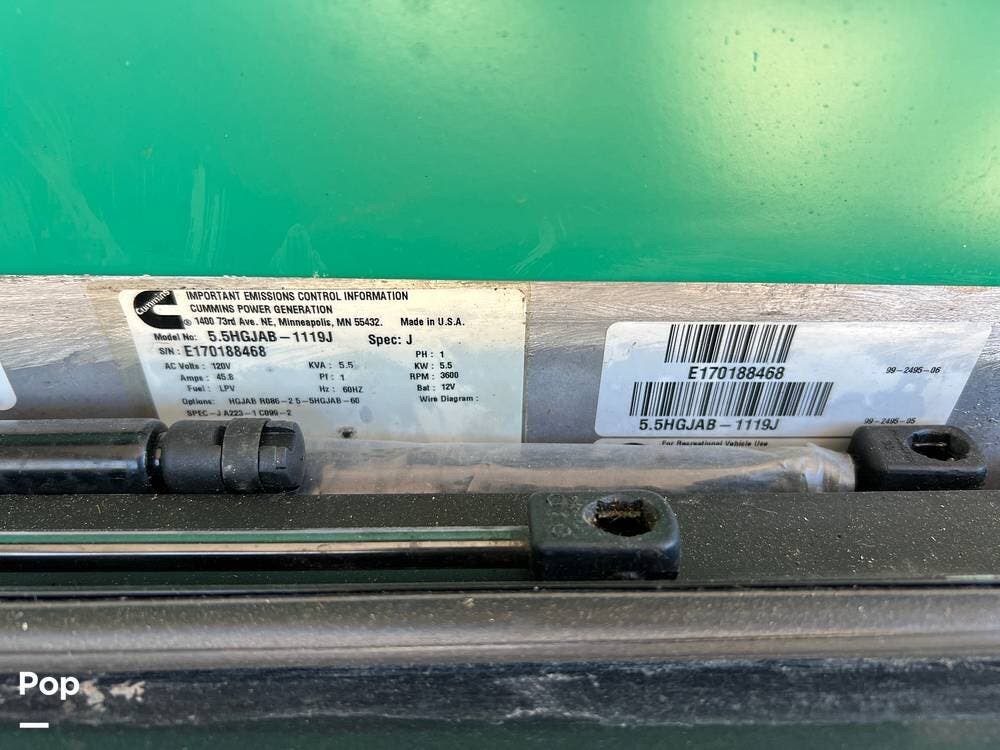 Cummins
IMPORTANT EMISSIONS CONTROL INFORMATION
CUMMINS POWER GENERATION
® 1400 73rd Ave. NE, Minneapolis, MN 55432. Made in U.S.A.
Model No: 5.5HGJAB-1119J Spec: J
S/N : E170188468
PH : 1
AC Volts : 120V KVA : 5.5 KW : 5.5
Amps : 45.8 Pf : 1 RPM : 3600
Fuel : LPV Hz : 60HZ Bat : 12V
Options: HGJAB R086-2 5-5HGJAB-60 Wire Diagram :
SPEC-J A223-1 C099-2
E170188468
99-2495-06
5.5HGJAB-1119J
99-2495-05
For Recreational Vehicle Use
Pop